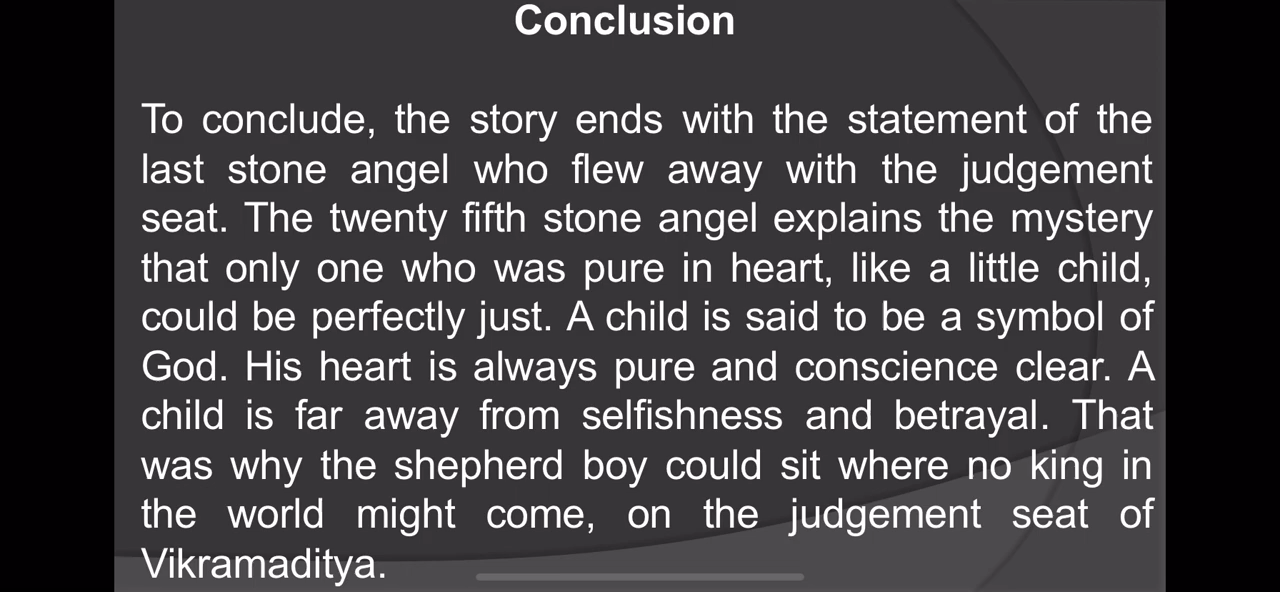 Conclusion
To conclude, the story ends with the statement of the
last stone angel who flew away with the judgement
seat. The twenty fifth stone angel explains the mystery
that only one who was pure in heart, like a little child,
could be perfectly just. A child is said to be a symbol of
God. His heart is always pure and conscience clear. A
child is far away from selfishness and betrayal. That
was why the shepherd boy could sit where no king in
the world might come, on the judgement seat of
Vikramaditya.